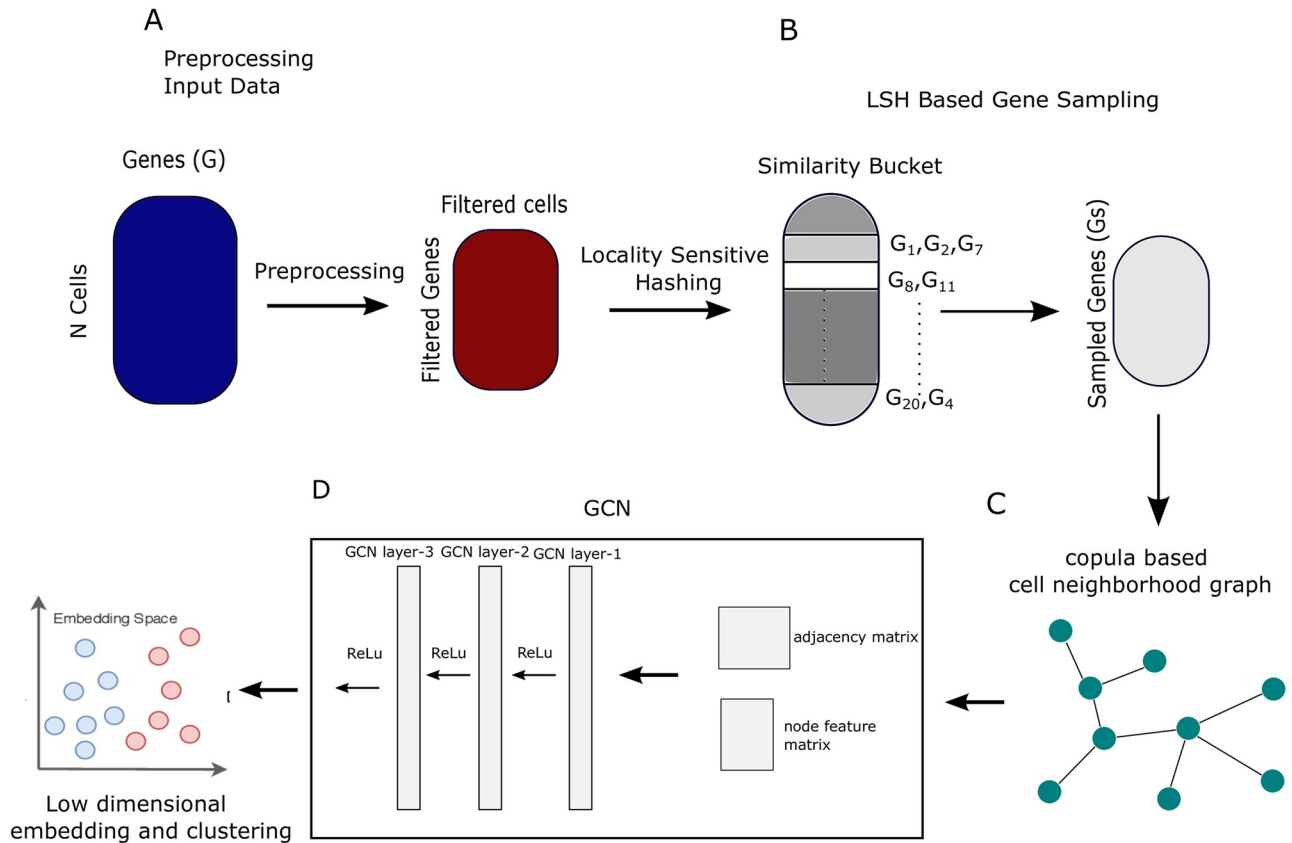 A
Preprocessing
Input Data
Genes (G)
N Cells
Preprocessing
Filtered cells
Filtered Genes
Locality Sensitive
Hashing
B
LSH Based Gene Sampling
Similarity Bucket
G1,G2,G7
G8,G11
G20,G4
Sampled Genes (Gs)
C
copula based
cell neighborhood graph
D
GCN
GCN layer-3
GCN layer-2
GCN layer-1
adjacency matrix
node feature
matrix
ReLu
ReLu
ReLu
Embedding Space
Low dimensional
embedding and clustering